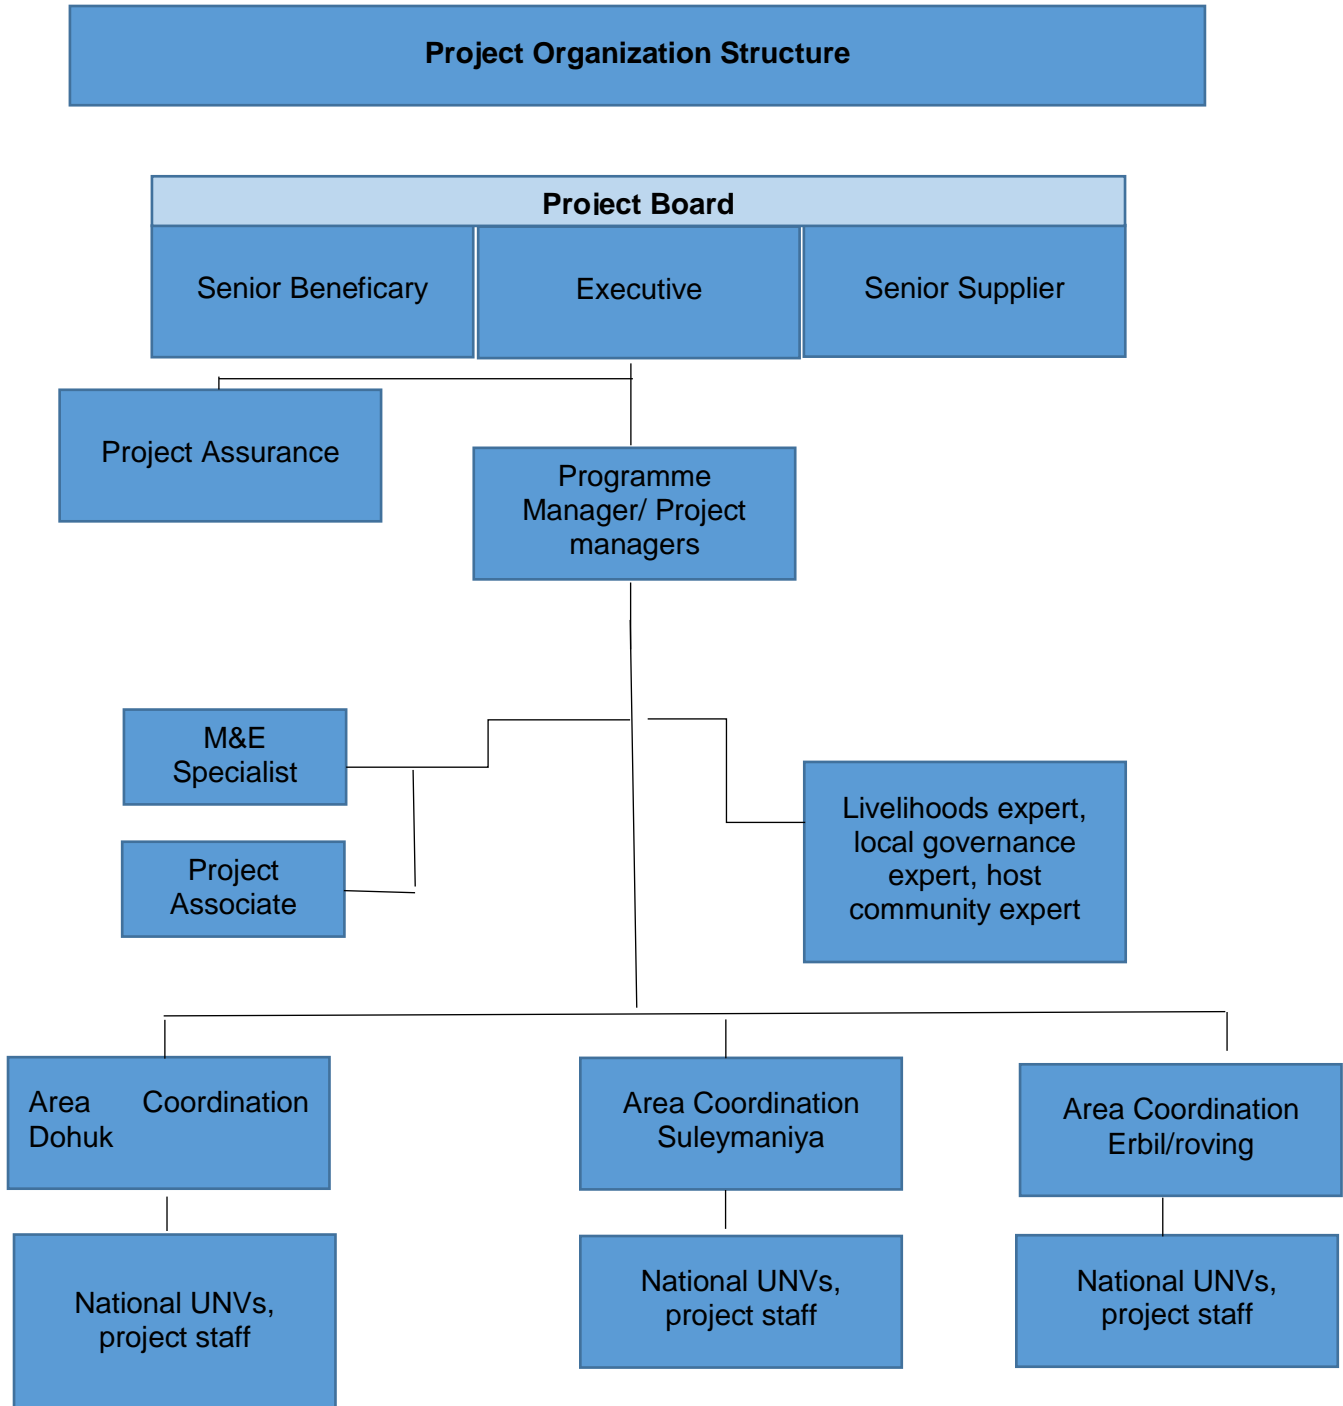 Project Organization Structure
Project Board
Senior Beneficary
Executive
Senior Supplier
Project Assurance
Programme
Manager/ Project
managers
M&E
Specialist
Project
Associate
Livelihoods expert,
local governance
expert, host
community expert
Area Coordination
Dohuk
Area Coordination
Suleymaniya
Area Coordination
Erbil/roving
National UNVs,
project staff
National UNVs,
project staff
National UNVs,
project staff